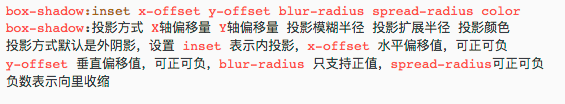 box-shadow:inset x-offset y-offset blur-radius spread-radius color
box-shadow:投影方式 X轴偏移量 Y轴偏移量 投影模糊半径 投影扩展半径 投影颜色
投影方式默认是外阴影，设置 inset 表示内投影，x-offset 水平偏移值，可正可负
y-offset 垂直偏移值，可正可负，blur-radius 只支持正值，spread-radius可正可负
负数表示向里收缩